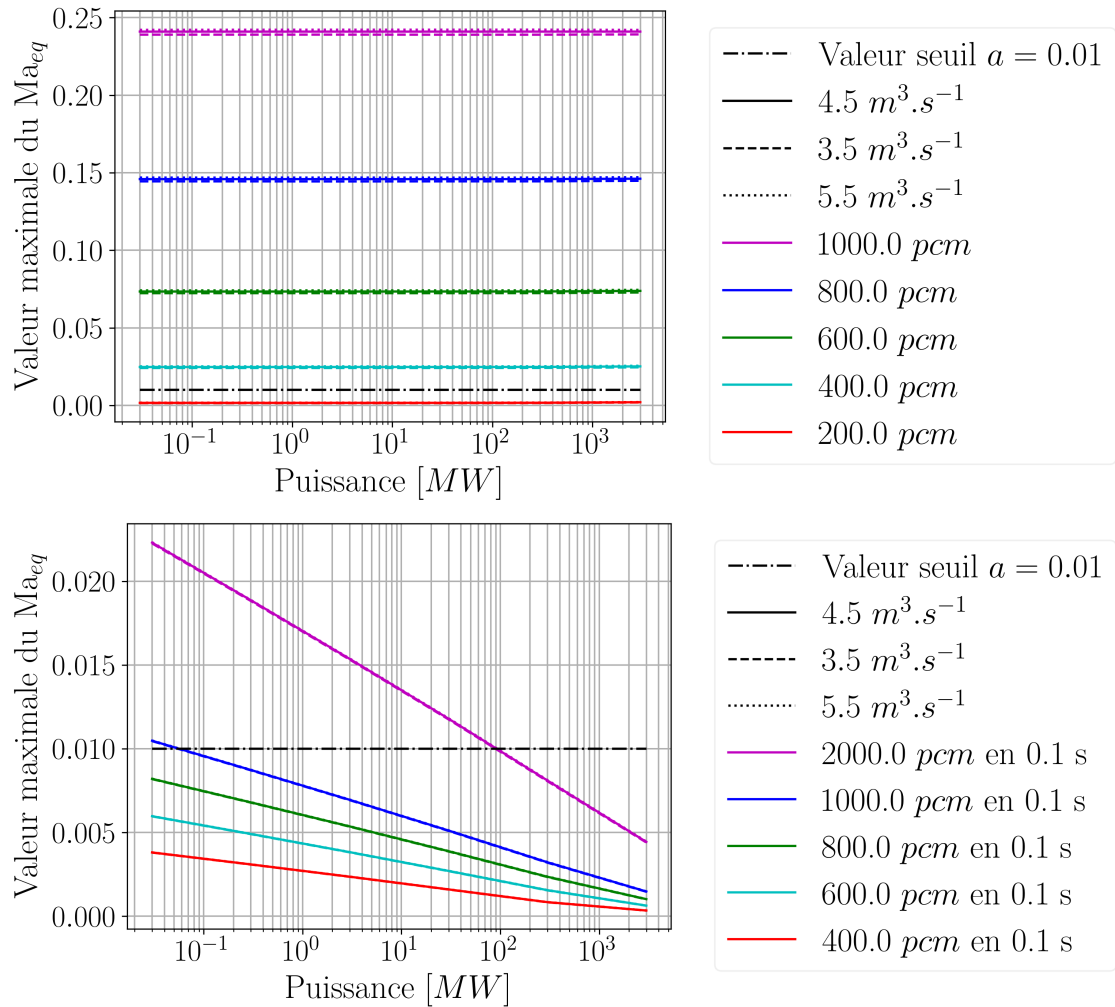 Valeur maximale du Ma_{eq}
0.25
0.20
0.15
0.10
0.05
0.00
10^{-1}
10^{0}
10^{1}
10^{2}
10^{3}
Puissance [MW]
Valeur seuil a = 0.01
4.5 m^{3}.s^{-1}
3.5 m^{3}.s^{-1}
5.5 m^{3}.s^{-1}
1000.0 pcm
800.0 pcm
600.0 pcm
400.0 pcm
200.0 pcm
Valeur maximale du Ma_{eq}
0.020
0.015
0.010
0.005
0.000
10^{-1}
10^{0}
10^{1}
10^{2}
10^{3}
Puissance [MW]
Valeur seuil a = 0.01
4.5 m^{3}.s^{-1}
3.5 m^{3}.s^{-1}
5.5 m^{3}.s^{-1}
2000.0 pcm en 0.1 s
1000.0 pcm en 0.1 s
800.0 pcm en 0.1 s
600.0 pcm en 0.1 s
400.0 pcm en 0.1 s